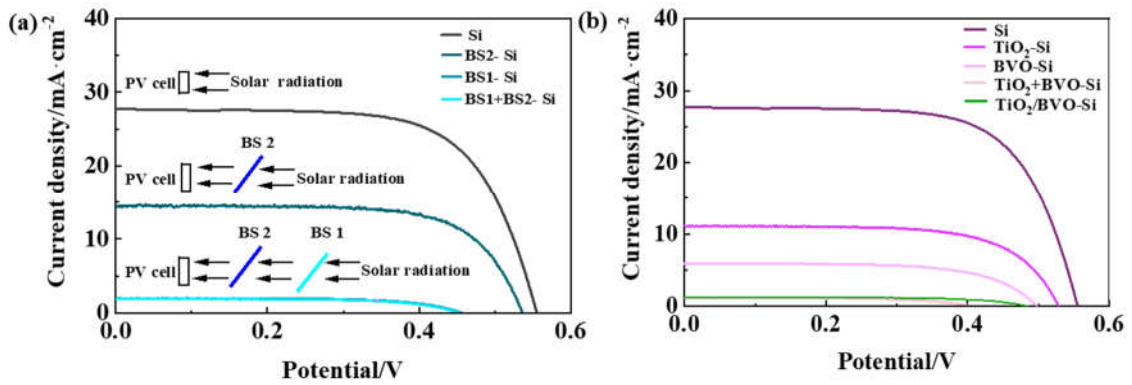 (a)
Current density/mA·cm⁻²
40
30
20
10
0
0.0
0.2
0.4
0.6
Potential/V
Si
BS2- Si
BS1- Si
BS1+BS2- Si
PV cell
Solar radiation
BS 2
PV cell
Solar radiation
BS 2
BS 1
PV cell
Solar radiation
(b)
Current density/mA·cm⁻²
40
30
20
10
0
0.0
0.2
0.4
0.6
Potential/V
Si
TiO₂-Si
BVO-Si
TiO₂+BVO-Si
TiO₂/BVO-Si